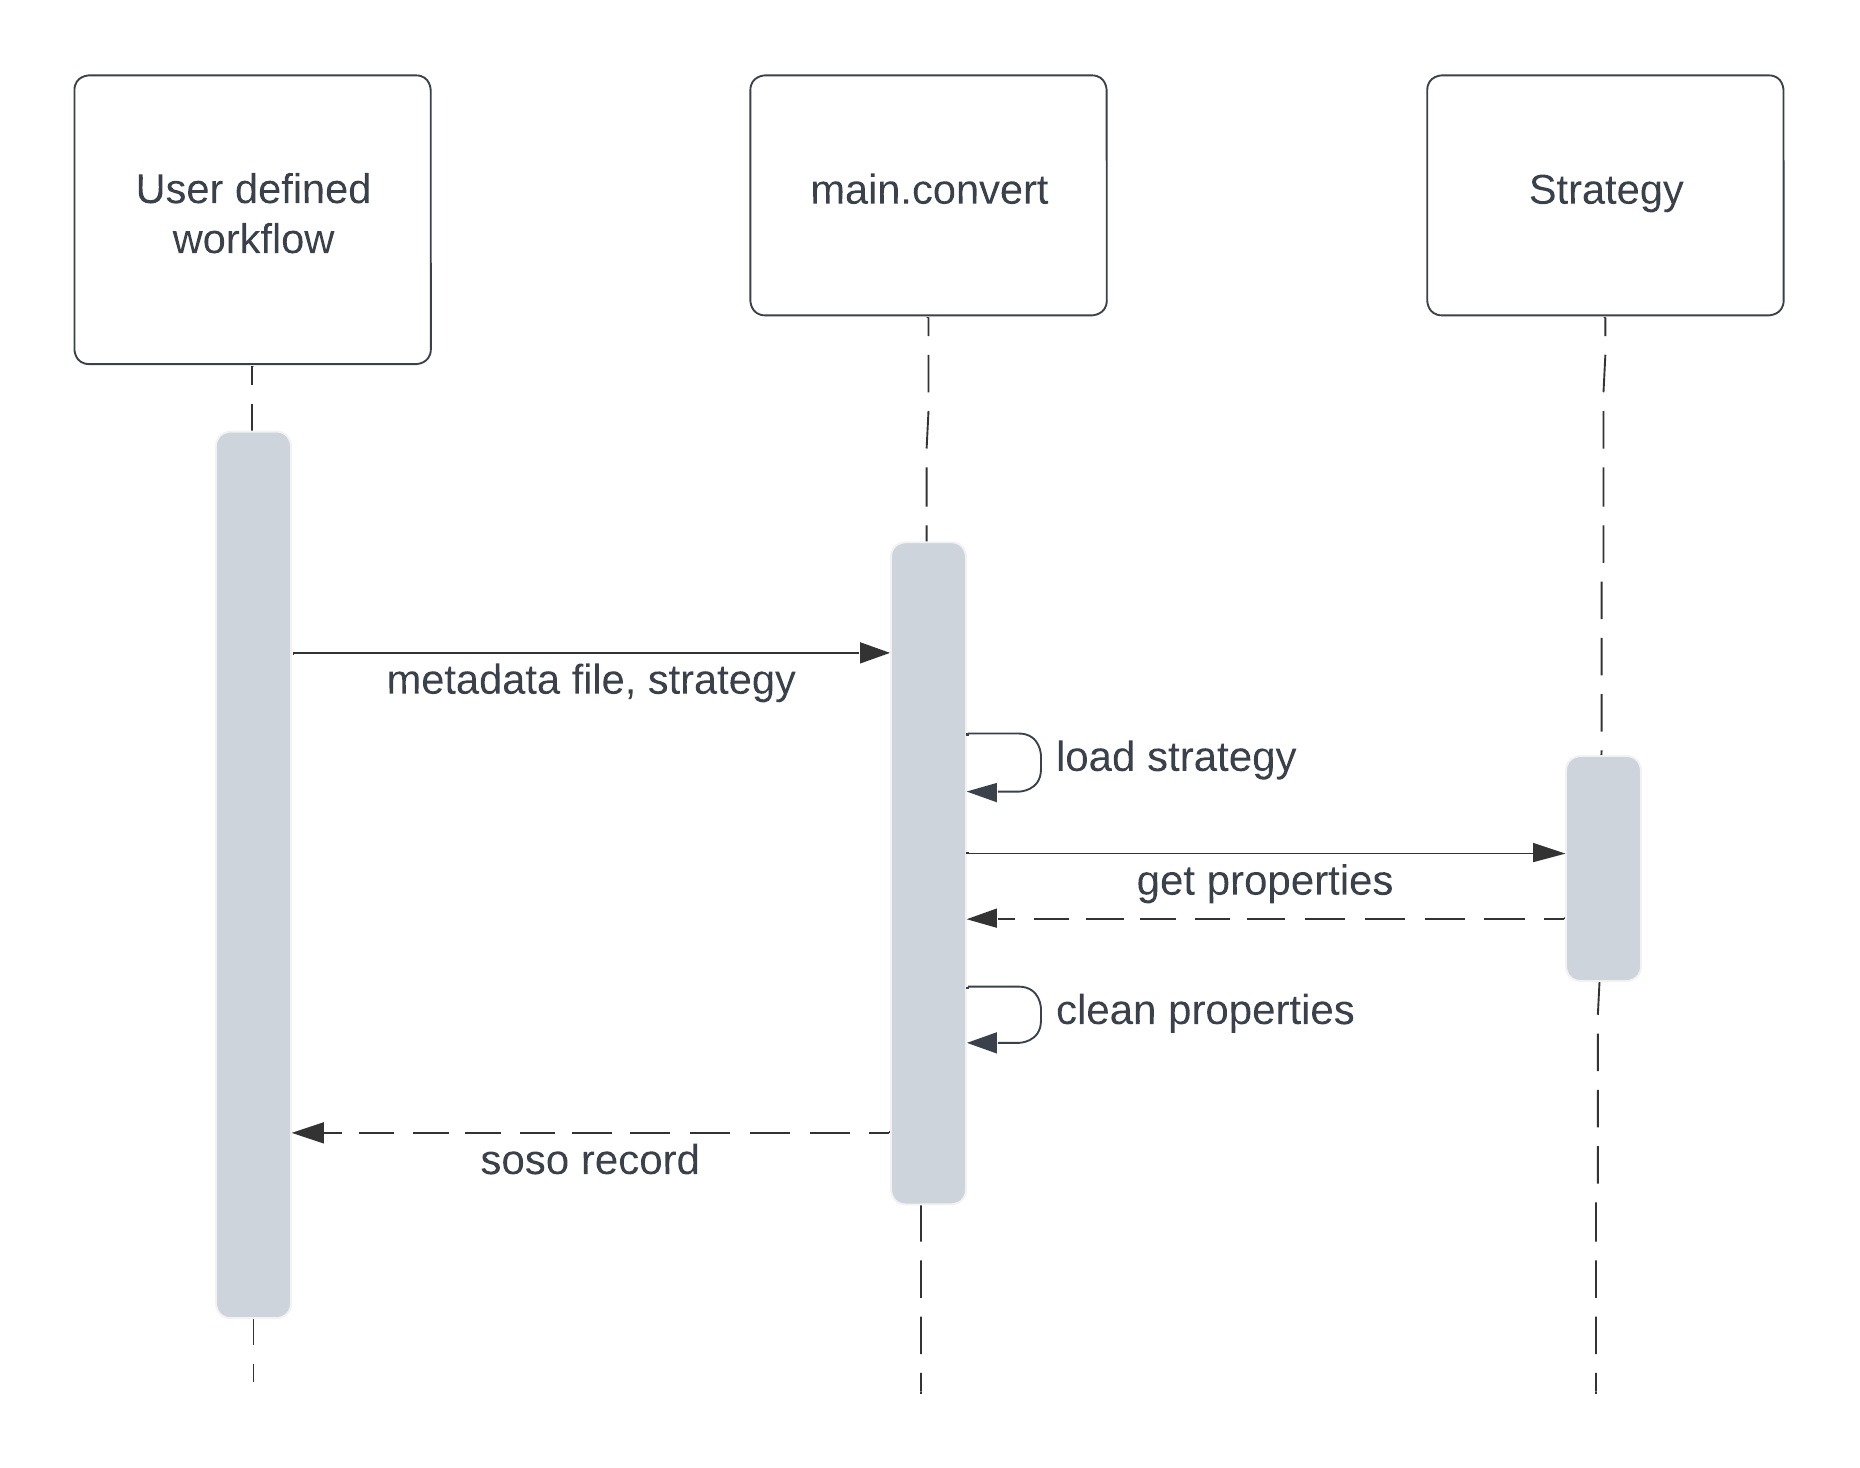 User defined
workflow
main.convert
Strategy
metadata file, strategy
load strategy
get properties
clean properties
soso record